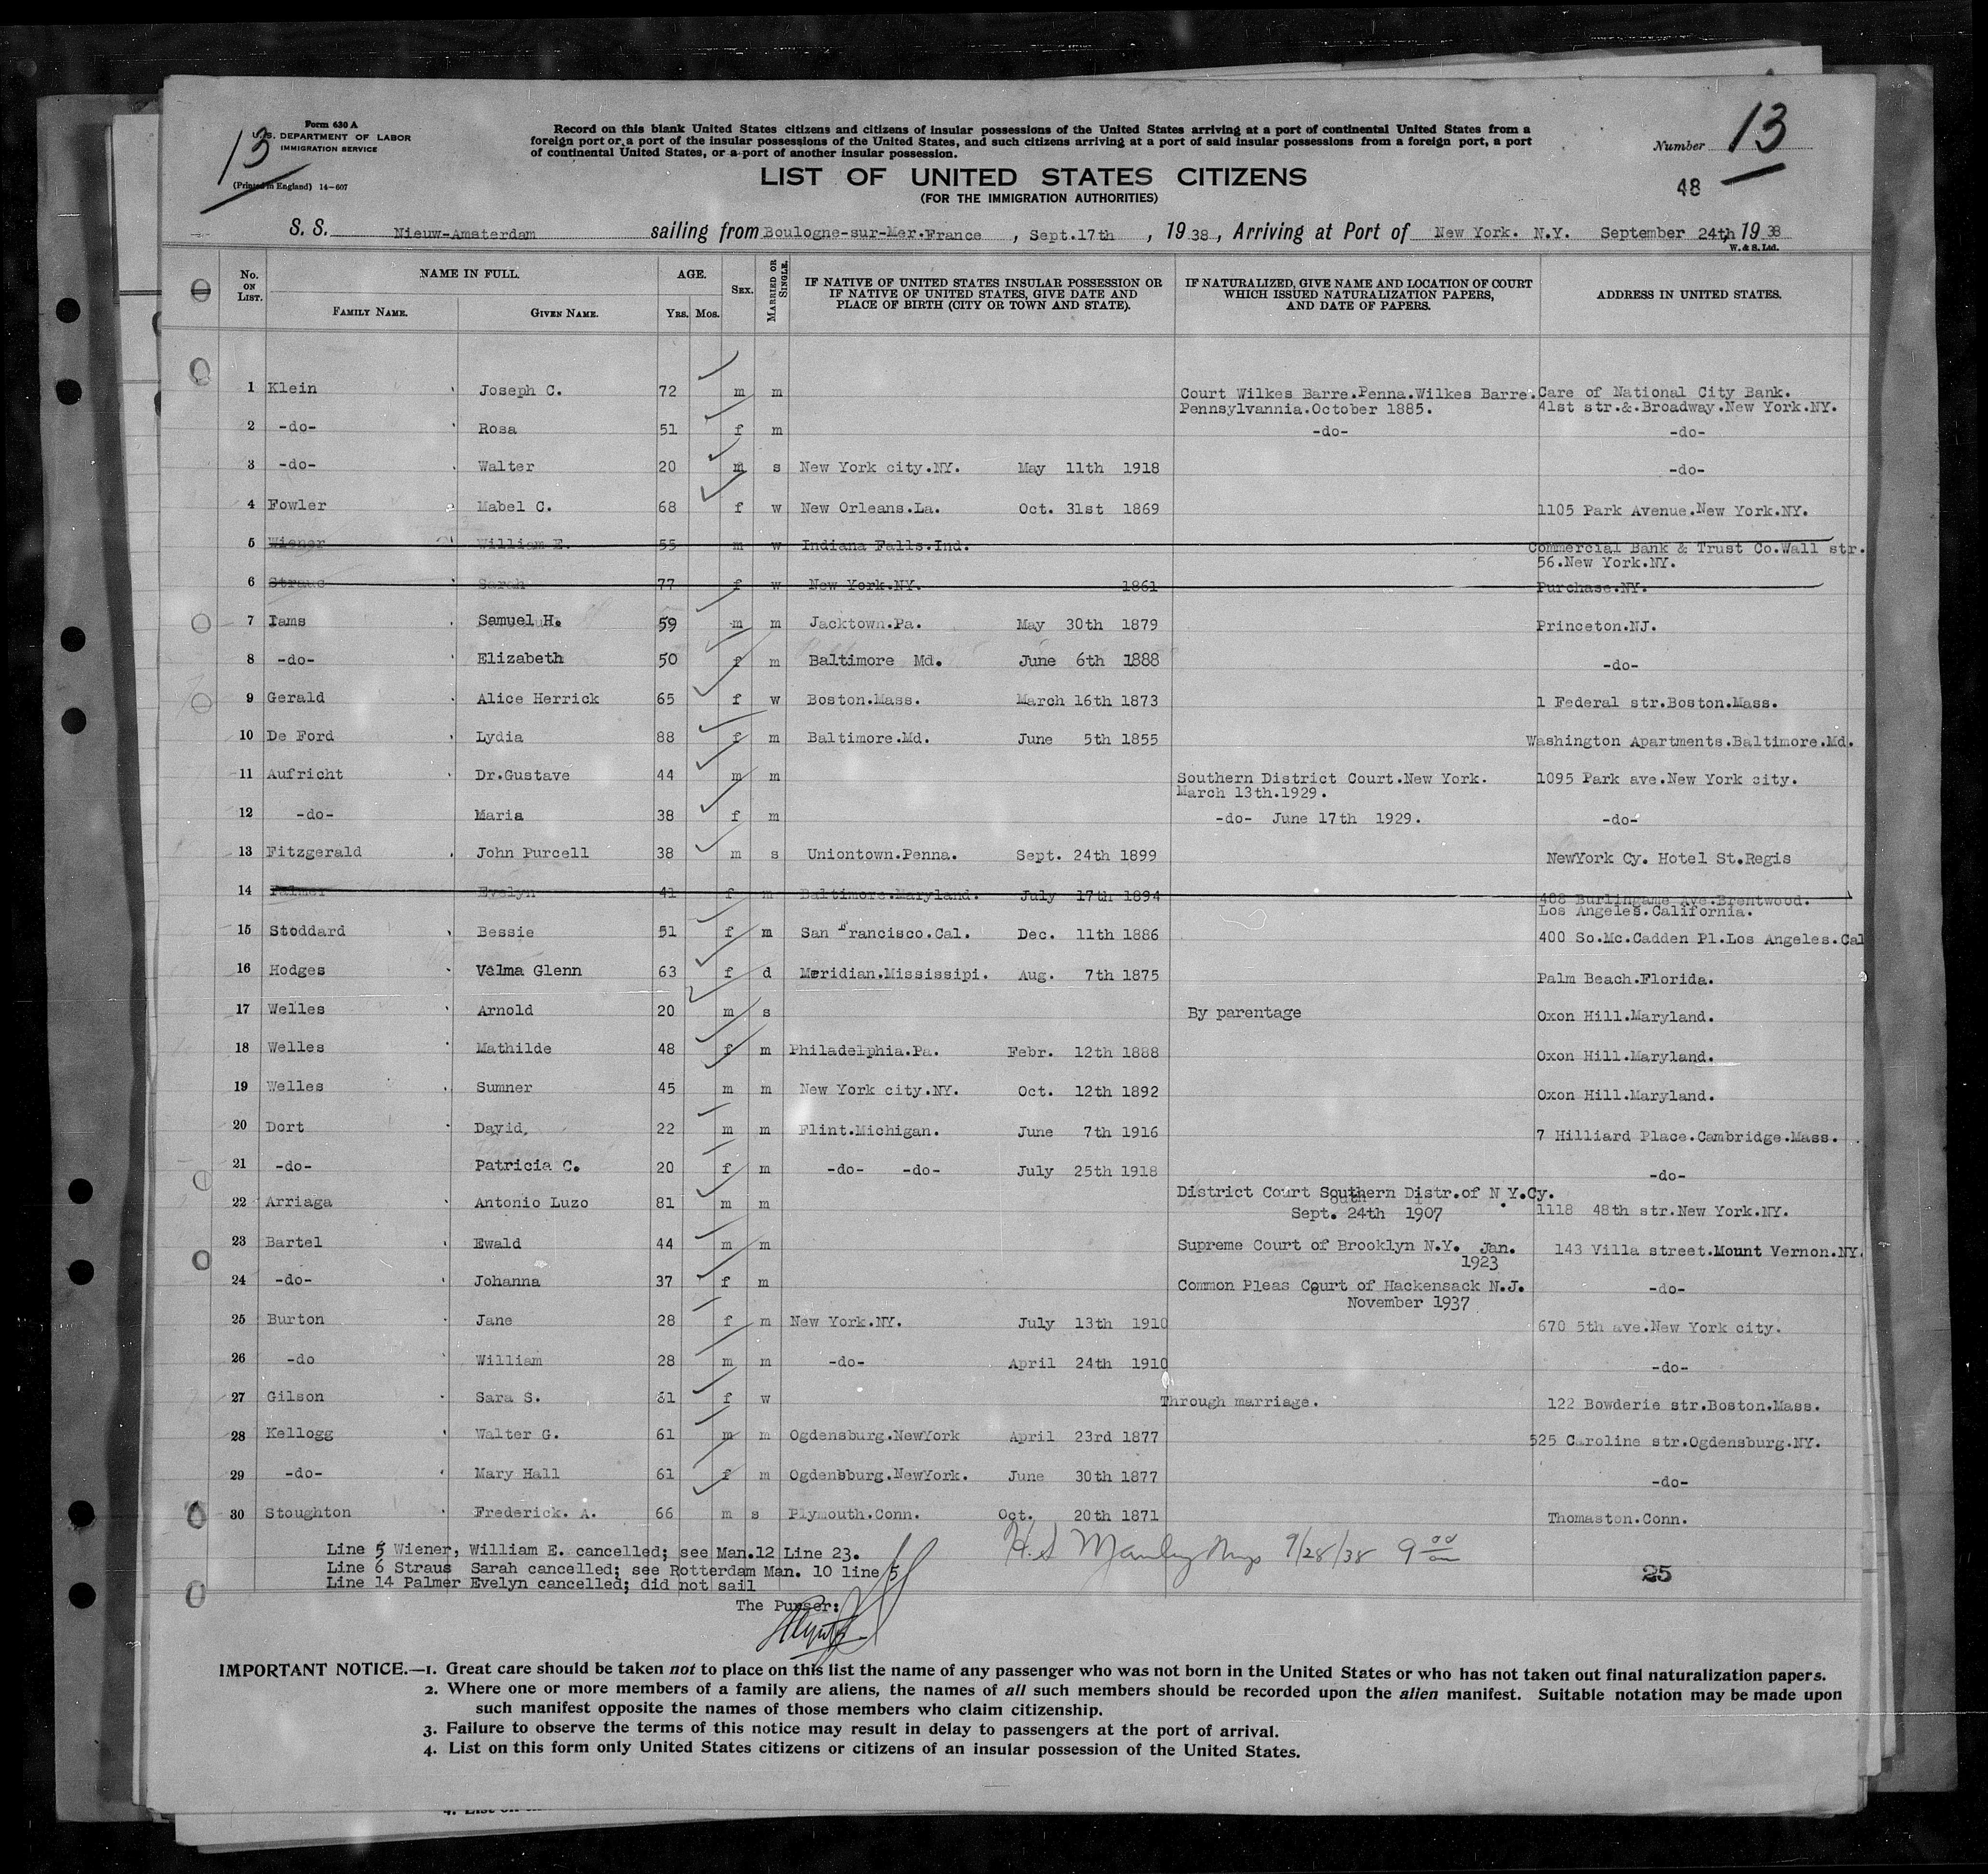 13
Form 630 A
U.S. DEPARTMENT OF LABOR
IMMIGRATION SERVICE
(Printed in England) 14-607
Record on this blank United States citizens and citizens of insular possessions of the United States arriving at a port of continental United States from a
foreign port or a port of the insular possessions of the United States, and such citizens arriving at a port of said insular possessions from a foreign port, a port
of continental United States, or a port of another insular possession.
Number 13
LIST OF UNITED STATES CITIZENS
48
(FOR THE IMMIGRATION AUTHORITIES)
S. S. Nieuw-Amsterdam sailing from Boulogne-sur-Mer.France , Sept.17th , 19 38 , Arriving at Port of New York. N.Y. September 24th, 19 38
W. & S. Ltd.
No. ON LIST. NAME IN FULL. AGE. SEX. MARRIED OR SINGLE. IF NATIVE OF UNITED STATES INSULAR POSSESSION OR IF NATIVE OF UNITED STATES, GIVE DATE AND PLACE OF BIRTH (CITY OR TOWN AND STATE). IF NATURALIZED, GIVE NAME AND LOCATION OF COURT WHICH ISSUED NATURALIZATION PAPERS, AND DATE OF PAPERS. ADDRESS IN UNITED STATES.
FAMILY NAME. GIVEN NAME. YRS. MOS.
1 Klein Joseph C. 72 m m Court Wilkes Barre.Penna.Wilkes Barre. Care of National City Bank.
Pennsylvannia.October 1885. 41st str.&.Broadway.New York.NY.
2 -do- Rosa 51 f m -do- -do-
3 -do- Walter 20 m s New York city.NY. May 11th 1918 -do-
4 Fowler Mabel C. 68 f w New Orleans.La. Oct. 31st 1869 1105 Park Avenue.New York.NY.
5 Wiener William E. 55 m w Indiana Falls.Ind. Commercial Bank & Trust Co.Wall str.
56.New York.NY.
6 Straus Sarah 77 f w New York.NY. 1861 Purchase.NY.
7 Iams Samuel H. 59 m m Jacktown.Pa. May 30th 1879 Princeton.NJ.
8 -do- Elizabeth 50 f m Baltimore Md. June 6th 1888 -do-
9 Gerald Alice Herrick 65 f w Boston.Mass. March 16th 1873 1 Federal str.Boston.Mass.
10 De Ford Lydia 88 f m Baltimore.Md. June 5th 1855 Washington Apartments.Baltimore.Md.
11 Aufricht Dr.Gustave 44 m m Southern District Court.New York. 1095 Park ave.New York city.
March 13th.1929.
12 -do- Maria 38 f m -do- June 17th 1929. -do-
13 Fitzgerald John Purcell 38 m s Uniontown.Penna. Sept. 24th 1899 NewYork Cy. Hotel St.Regis
14 Palmer Evelyn 41 f m Baltimore.Maryland. July 17th 1894 408 Burlingame Ave.Brentwood.
Los Angeles.California.
15 Stoddard Bessie 51 f m San Francisco.Cal. Dec. 11th 1886 400 So.Mc.Cadden Pl.Los Angeles.Cal
16 Hodges Velma Glenn 63 f d Meridian.Mississipi. Aug. 7th 1875 Palm Beach.Florida.
17 Welles Arnold 20 m s By parentage Oxon Hill.Maryland.
18 Welles Mathilde 48 f m Philadelphia.Pa. Febr. 12th 1888 Oxon Hill.Maryland.
19 Welles Sumner 45 m m New York city.NY. Oct. 12th 1892 Oxon Hill.Maryland.
20 Dort David, 22 m m Flint.Michigan. June 7th 1916 7 Hilliard Place.Cambridge.Mass.
21 -do- Patricia C. 20 f m -do- -do- July 25th 1918 -do-
22 Arriaga Antonio Luzo 81 m m District Court Southern Distr.of N Y.Cy.
Sept. 24th 1907 1118 48th str.New York.NY.
23 Bartel Ewald 44 m m Supreme Court of Brooklyn N.Y. Jan. 143 Villa street.Mount Vernon.NY.
1923
24 -do- Johanna 37 f m Common Pleas Court of Hackensack N.J. -do-
November 1937
25 Burton Jane 28 f m New York.NY. July 13th 1910 670 5th ave.New York city.
26 -do William 28 m m -do- April 24th 1910 -do-
27 Gilson Sara S. 61 f w Through marriage. 122 Bowderie str.Boston.Mass.
28 Kellogg Walter G. 61 m m Ogdensburg.NewYork April 23rd 1877 525 Caroline str.Ogdensburg.NY.
29 -do- Mary Hall 61 f m Ogdensburg.NewYork. June 30th 1877 -do-
30 Stoughton Frederick. A. 66 m s Plymouth.Conn. Oct. 20th 1871 Thomaston.Conn.
Line 5 Wiener, William E. cancelled; see Man.12 Line 23.
Line 6 Straus Sarah cancelled; see Rotterdam Man. 10 line 5
Line 14 Palmer Evelyn cancelled; did not sail
H. S Manley 9/28/38 9 00
25
The Purser:
IMPORTANT NOTICE.—1. Great care should be taken not to place on this list the name of any passenger who was not born in the United States or who has not taken out final naturalization papers.
2. Where one or more members of a family are aliens, the names of all such members should be recorded upon the alien manifest. Suitable notation may be made upon
such manifest opposite the names of those members who claim citizenship.
3. Failure to observe the terms of this notice may result in delay to passengers at the port of arrival.
4. List on this form only United States citizens or citizens of an insular possession of the United States.